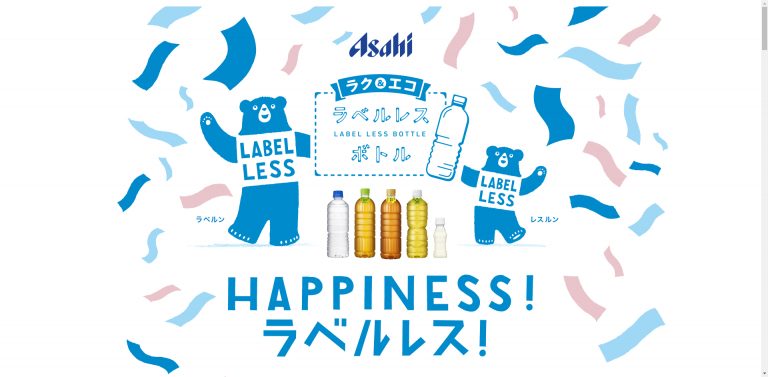 Asahi
ラク&エコ
ラベルレス
LABEL LESS BOTTLE
ボトル
LABEL
LESS
LABEL
LESS
ラベルン
レスルン
HAPPINESS!
ラベルレス!